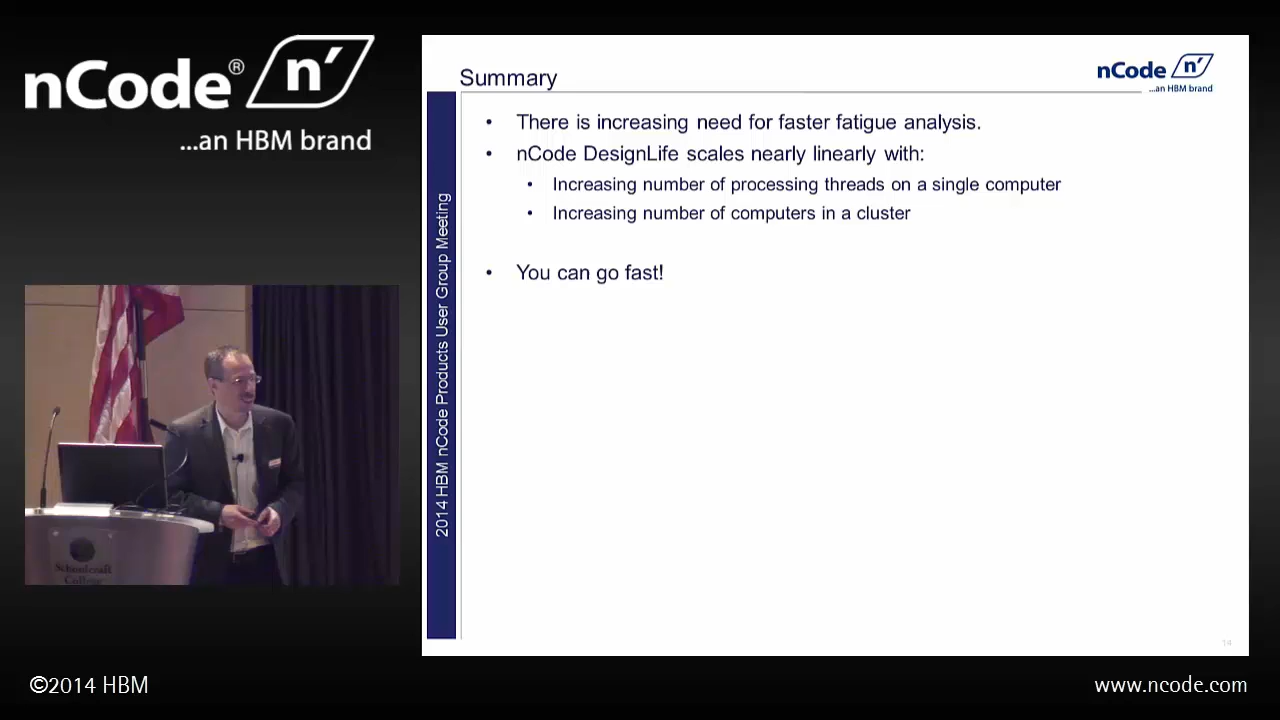 nCode® n'
...an HBM brand
Summary
nCode n'
...an HBM brand
• There is increasing need for faster fatigue analysis.
• nCode DesignLife scales nearly linearly with:
• Increasing number of processing threads on a single computer
• Increasing number of computers in a cluster
• You can go fast!
2014 HBM nCode Products User Group Meeting
Schoolcraft
College
©2014 HBM
www.ncode.com